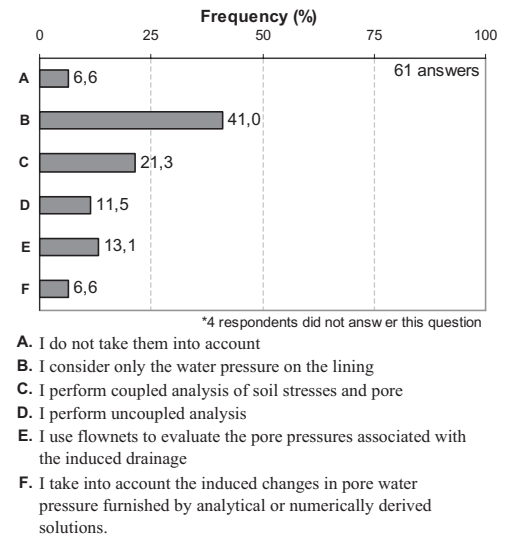 Frequency (%)
0 25 50 75 100
61 answers
A 6,6
B 41,0
C 21,3
D 11,5
E 13,1
F 6,6
*4 respondents did not answer this question
A. I do not take them into account
B. I consider only the water pressure on the lining
C. I perform coupled analysis of soil stresses and pore
D. I perform uncoupled analysis
E. I use flownets to evaluate the pore pressures associated with
the induced drainage
F. I take into account the induced changes in pore water
pressure furnished by analytical or numerically derived
solutions.